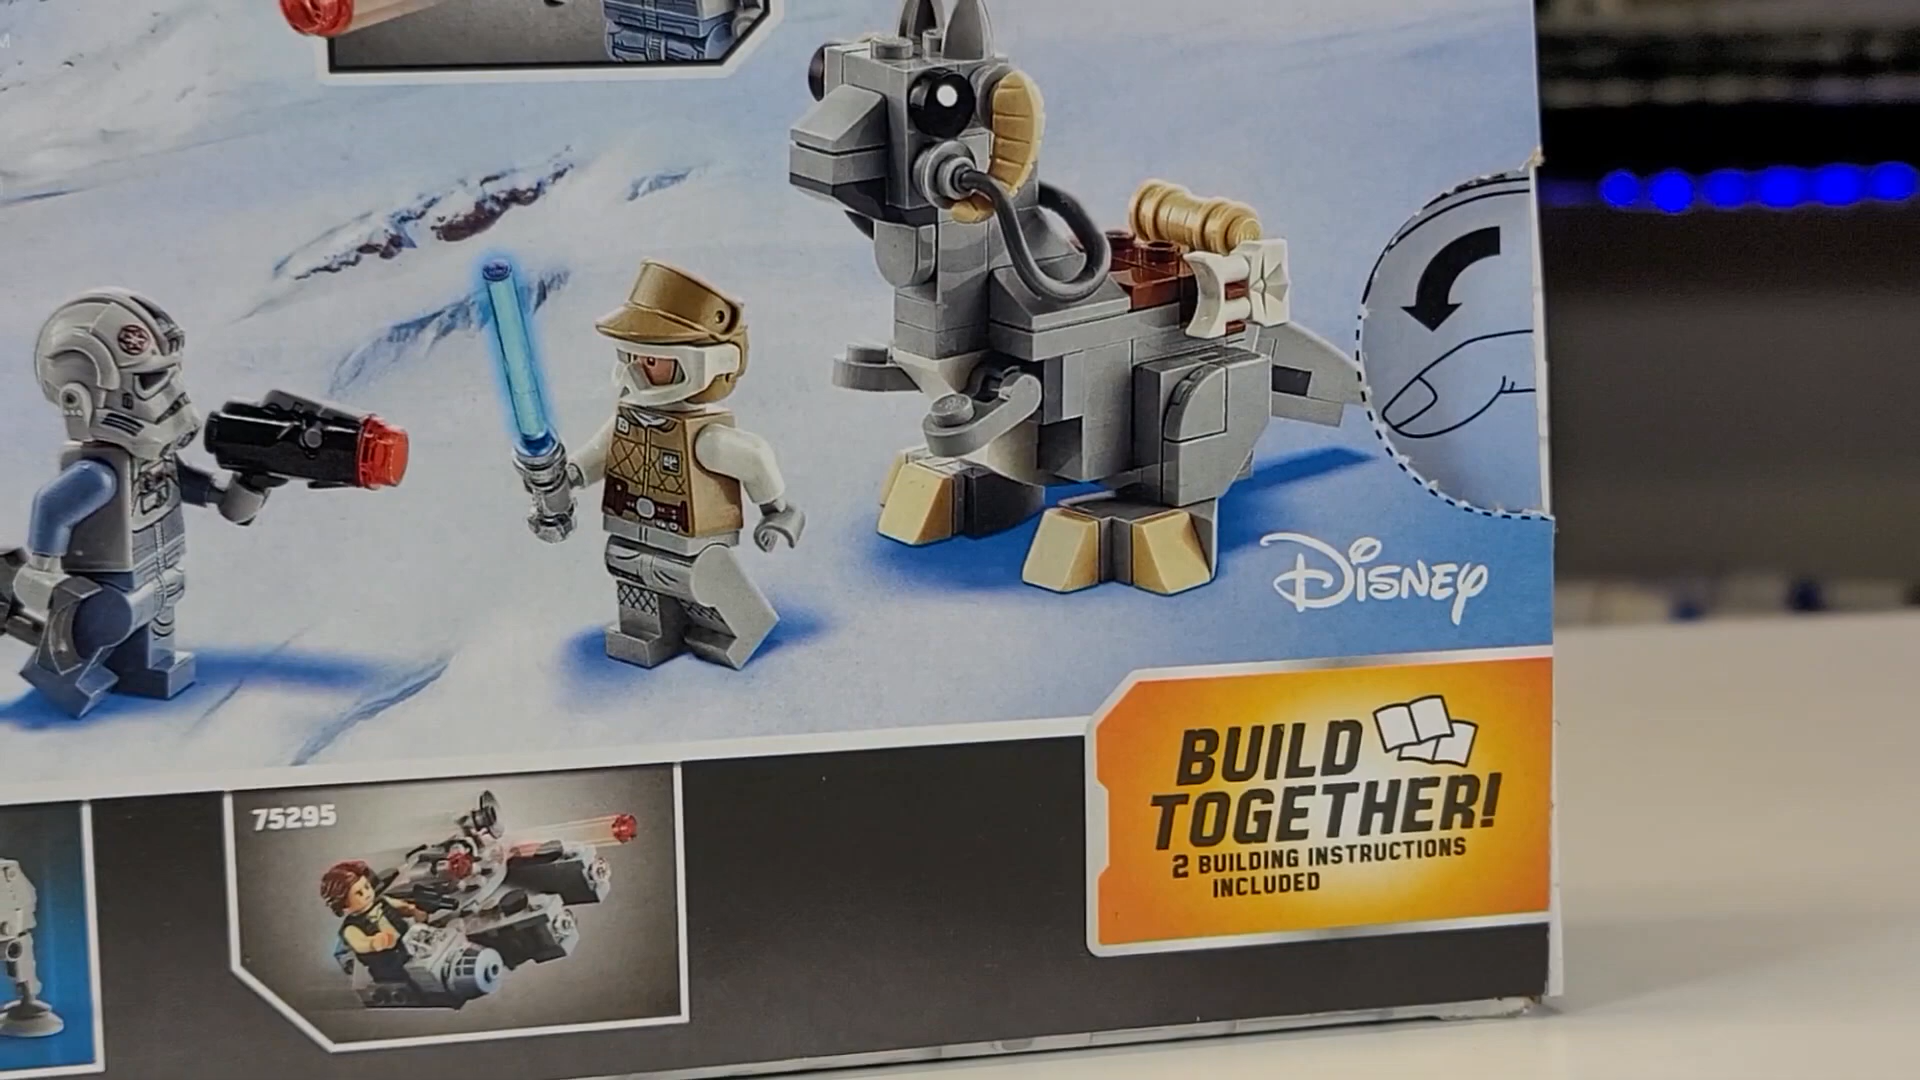 DISNEY
BUILD
TOGETHER!
2 BUILDING INSTRUCTIONS
INCLUDED
75295